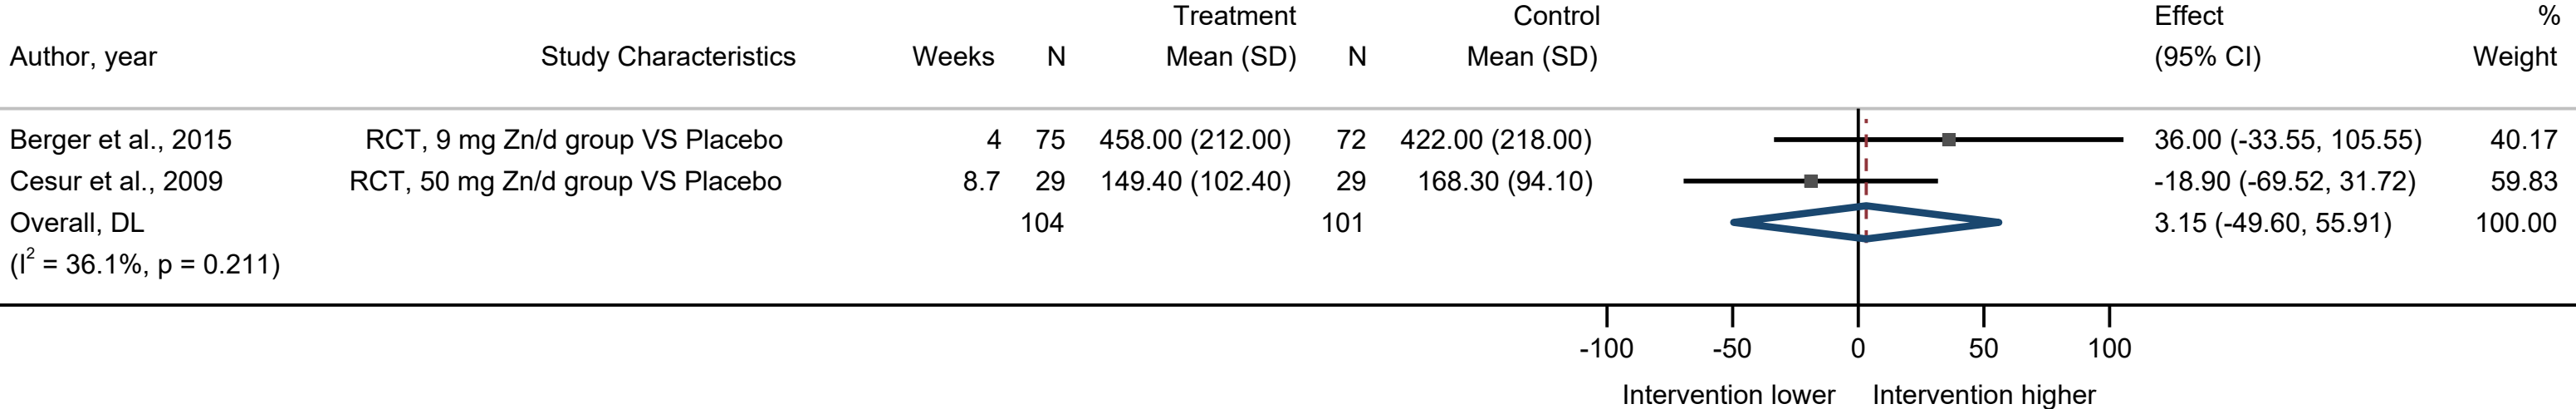 Treatment Control Effect %
Author, year Study Characteristics Weeks N Mean (SD) N Mean (SD) (95% CI) Weight
Berger et al., 2015 RCT, 9 mg Zn/d group VS Placebo 4 75 458.00 (212.00) 72 422.00 (218.00) 36.00 (-33.55, 105.55) 40.17
Cesur et al., 2009 RCT, 50 mg Zn/d group VS Placebo 8.7 29 149.40 (102.40) 29 168.30 (94.10) -18.90 (-69.52, 31.72) 59.83
Overall, DL 104 101 3.15 (-49.60, 55.91) 100.00
(I² = 36.1%, p = 0.211)
-100 -50 0 50 100
Intervention lower Intervention higher